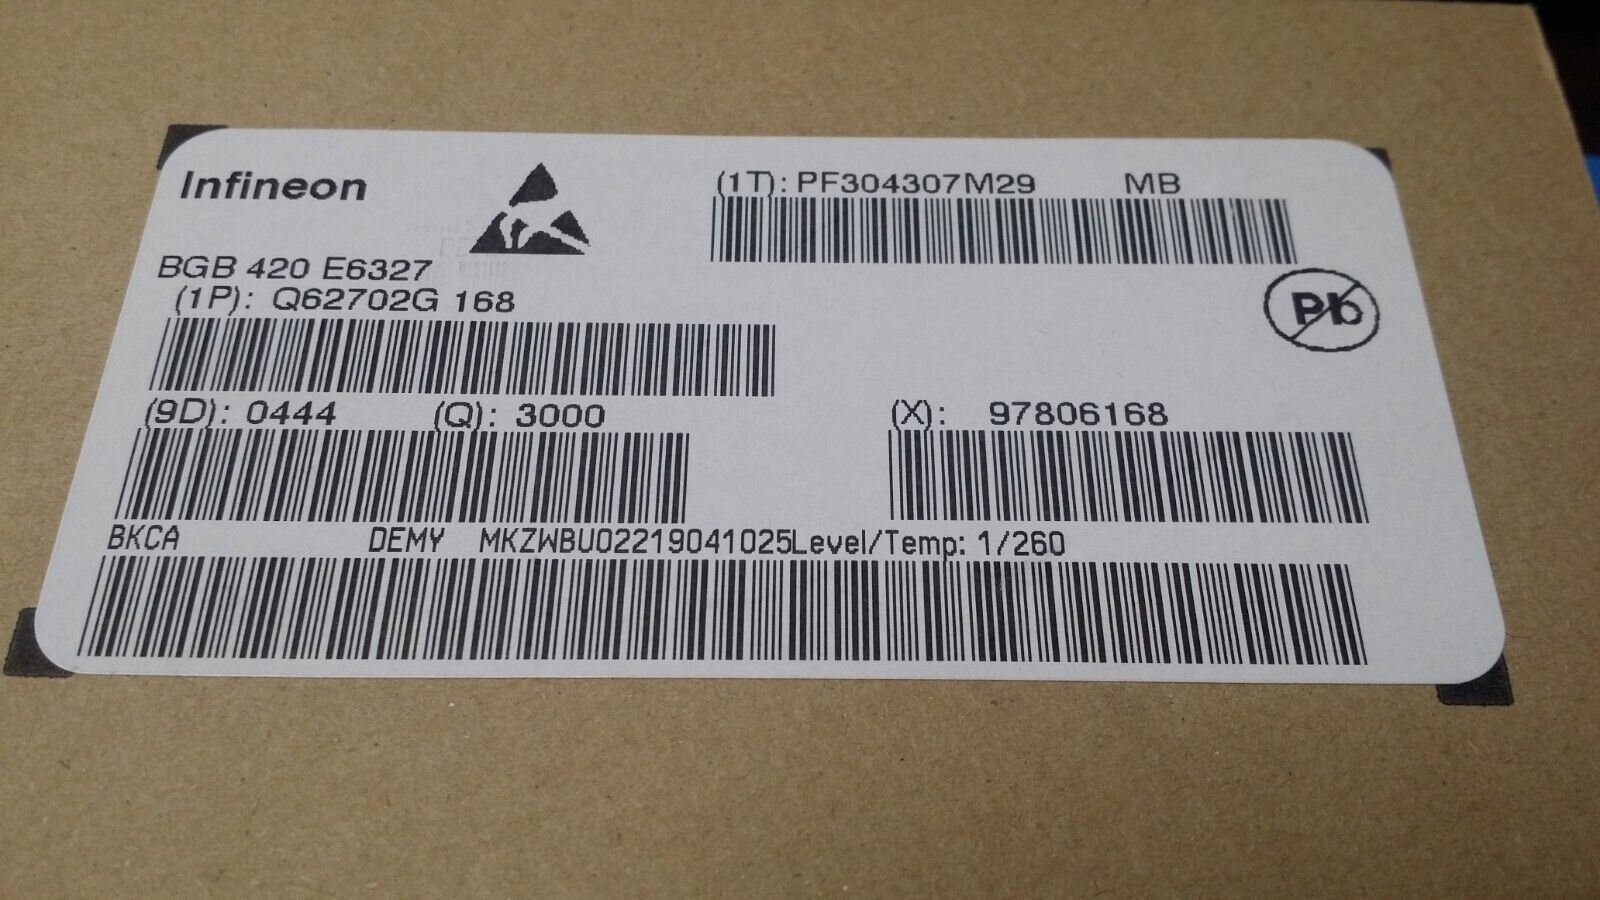 Infineon
(1T): PF304307M29 MB
BGB 420 E6327
(1P): Q62702G 168
Pb
(9D): 0444 (Q): 3000 (X): 97806168
BKCA DEMY MKZWBU02219041025Level/Temp: 1/260